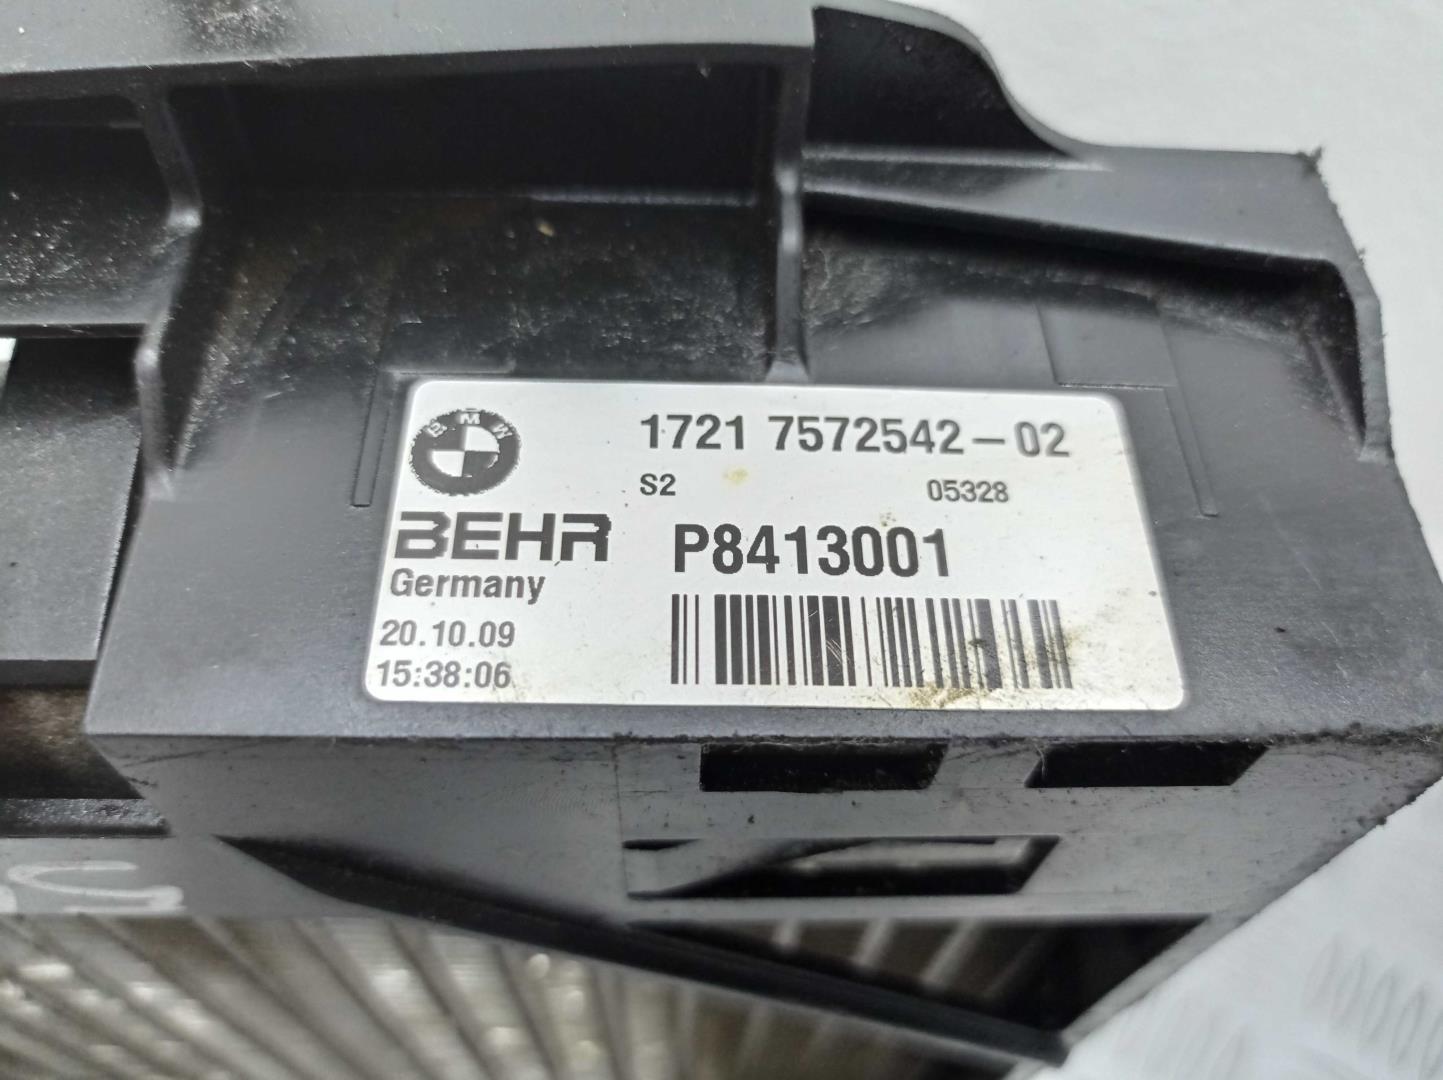 BMW
1721 7572542-02
S2 05328
BEHR P8413001
Germany
20.10.09
15:38:06